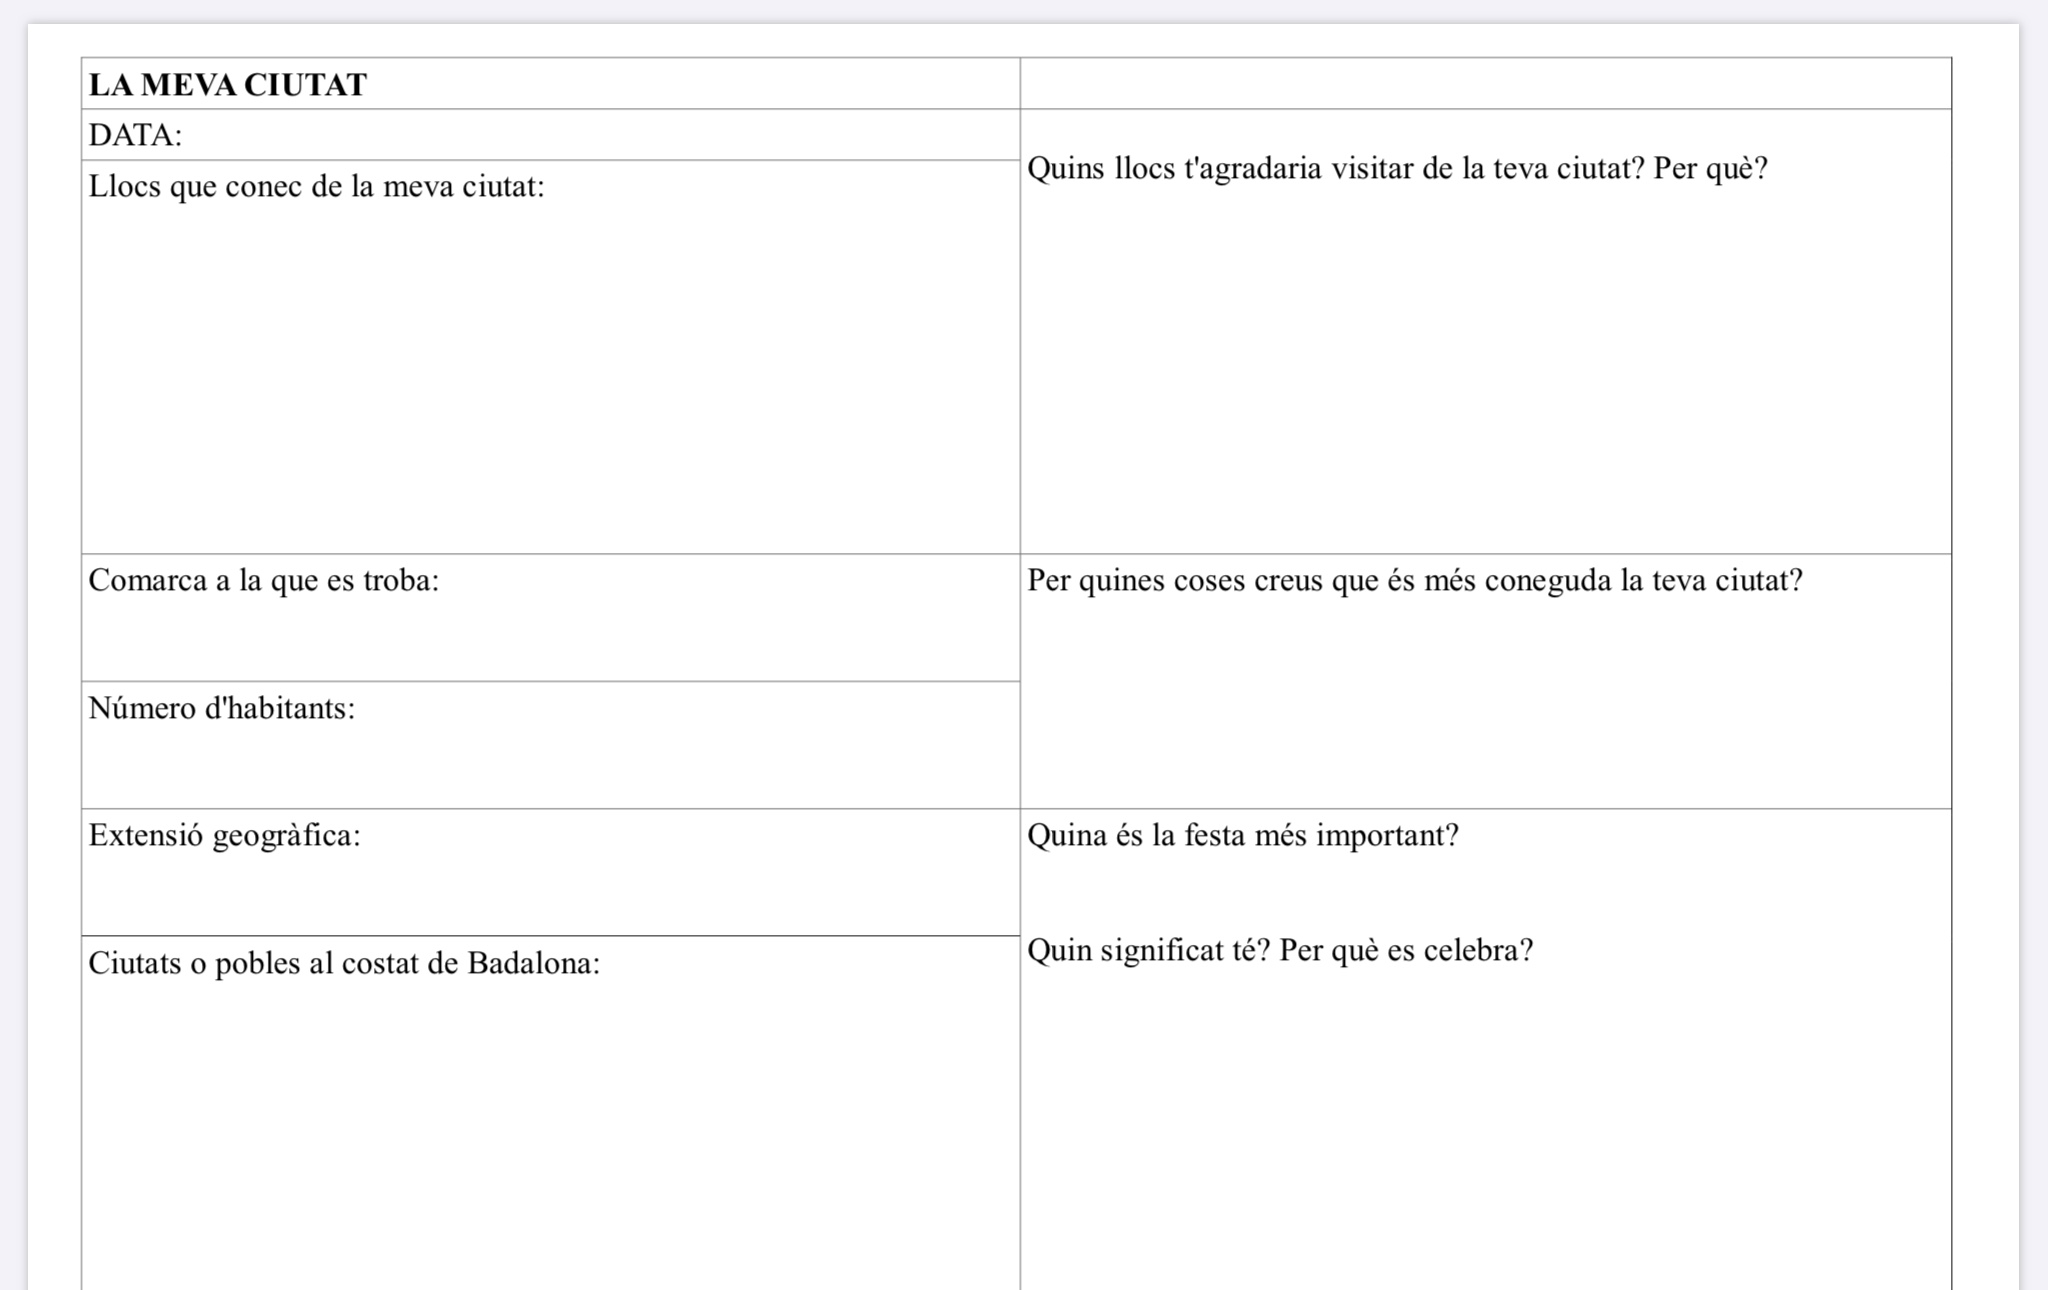 LA MEVA CIUTAT
DATA:
Llocs que conec de la meva ciutat:
Quins llocs t'agradaria visitar de la teva ciutat? Per què?
Comarca a la que es troba:
Per quines coses creus que és més coneguda la teva ciutat?
Número d'habitants:
Extensió geogràfica:
Quina és la festa més important?
Ciutats o pobles al costat de Badalona:
Quin significat té? Per què es celebra?